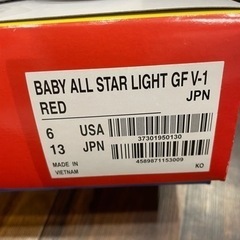 BABY ALL STAR LIGHT GF V-1
RED JPN
6 USA
13 JPN
37301950130
MADE IN
VIETNAM
4589871153009
KO